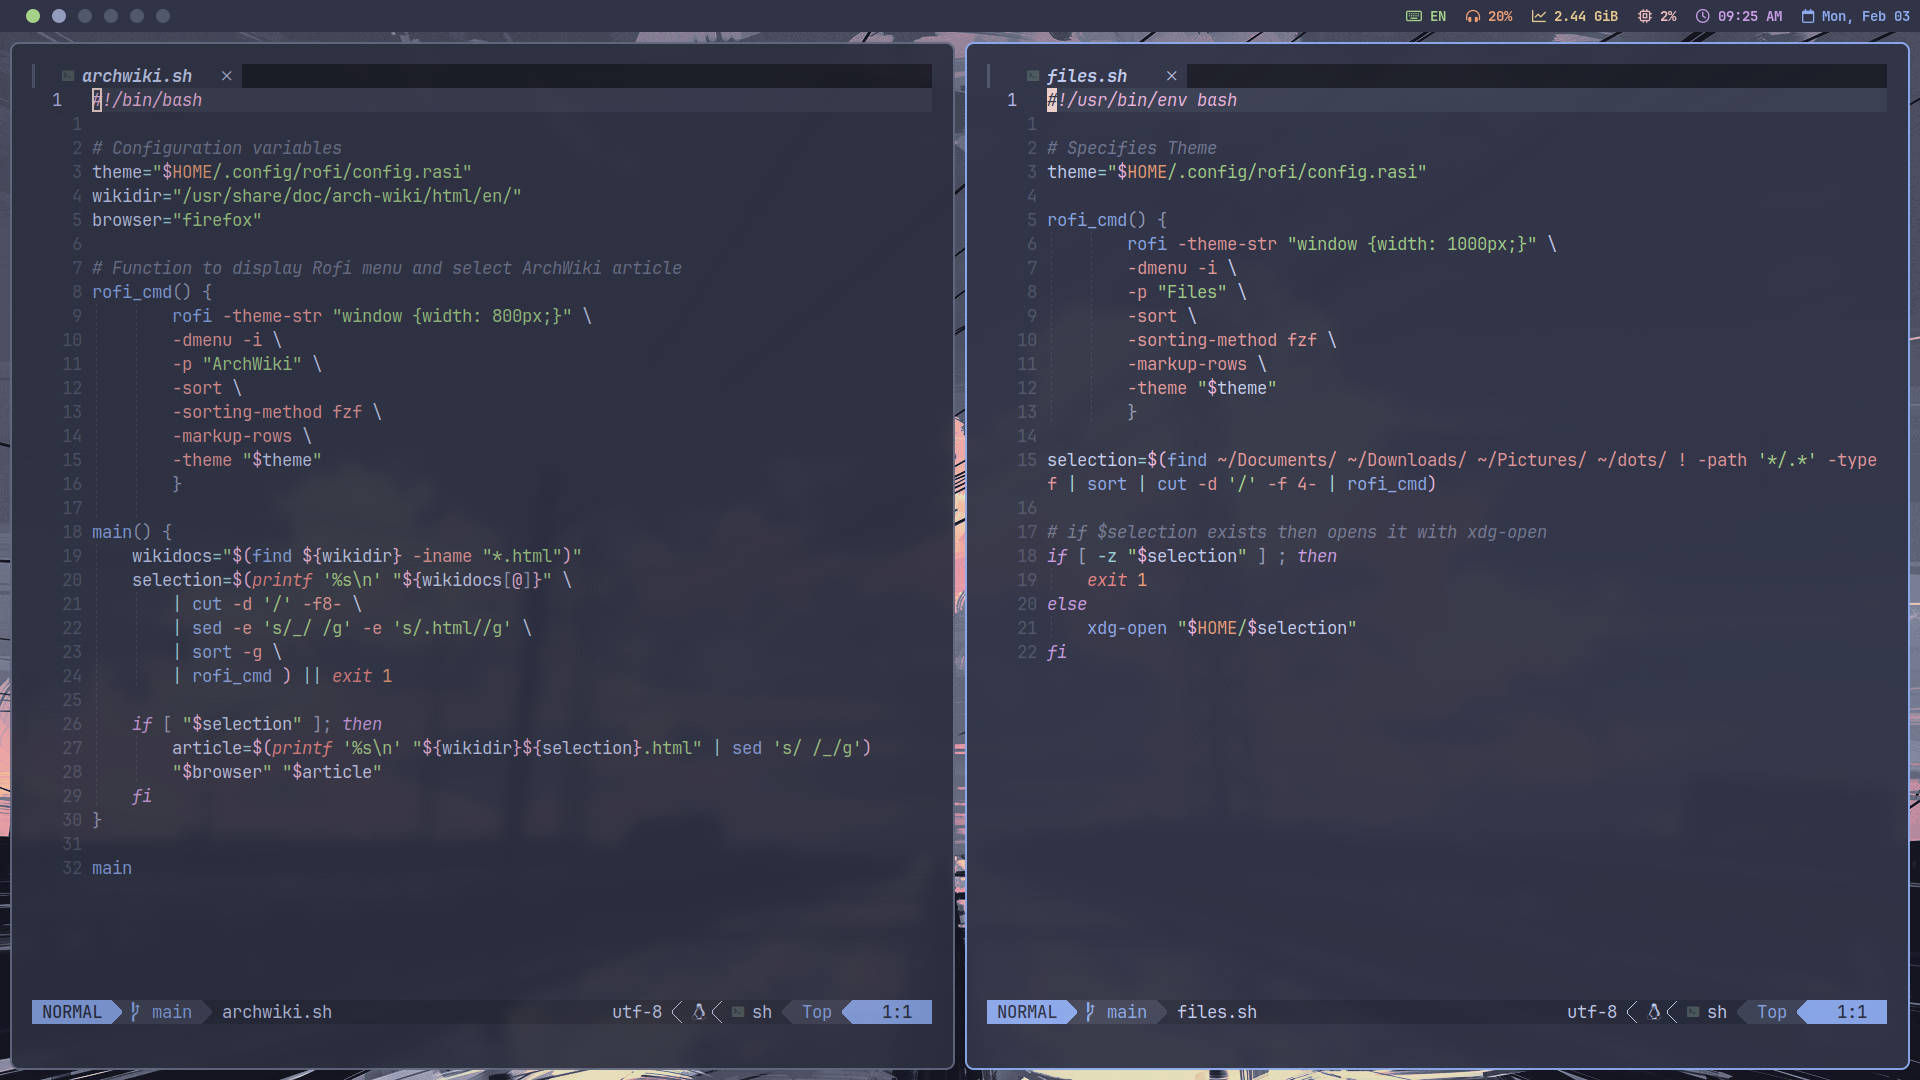 EN 20% 2.44 GiB 2% 09:25 AM Mon, Feb 03
archwiki.sh ×
1 #!/bin/bash
1
2 # Configuration variables
3 theme="$HOME/.config/rofi/config.rasi"
4 wikidir="/usr/share/doc/arch-wiki/html/en/"
5 browser="firefox"
6
7 # Function to display Rofi menu and select ArchWiki article
8 rofi_cmd() {
9 rofi -theme-str "window {width: 800px;}" \
10 -dmenu -i \
11 -p "ArchWiki" \
12 -sort \
13 -sorting-method fzf \
14 -markup-rows \
15 -theme "$theme"
16 }
17
18 main() {
19 wikidocs="$(find ${wikidir} -iname "*.html")"
20 selection=$(printf '%s\n' "${wikidocs[@]}" \
21 | cut -d '/' -f8- \
22 | sed -e 's/_/ /g' -e 's/.html//g' \
23 | sort -g \
24 | rofi_cmd ) || exit 1
25
26 if [ "$selection" ]; then
27 article=$(printf '%s\n' "${wikidir}${selection}.html" | sed 's/ /_/g')
28 "$browser" "$article"
29 fi
30 }
31
32 main
NORMAL main archwiki.sh utf-8 sh Top 1:1
files.sh ×
1 #!/usr/bin/env bash
1
2 # Specifies Theme
3 theme="$HOME/.config/rofi/config.rasi"
4
5 rofi_cmd() {
6 rofi -theme-str "window {width: 1000px;}" \
7 -dmenu -i \
8 -p "Files" \
9 -sort \
10 -sorting-method fzf \
11 -markup-rows \
12 -theme "$theme"
13 }
14
15 selection=$(find ~/Documents/ ~/Downloads/ ~/Pictures/ ~/dots/ ! -path '*/.*' -type
f | sort | cut -d '/' -f 4- | rofi_cmd)
16
17 # if $selection exists then opens it with xdg-open
18 if [ -z "$selection" ] ; then
19 exit 1
20 else
21 xdg-open "$HOME/$selection"
22 fi
NORMAL main files.sh utf-8 sh Top 1:1